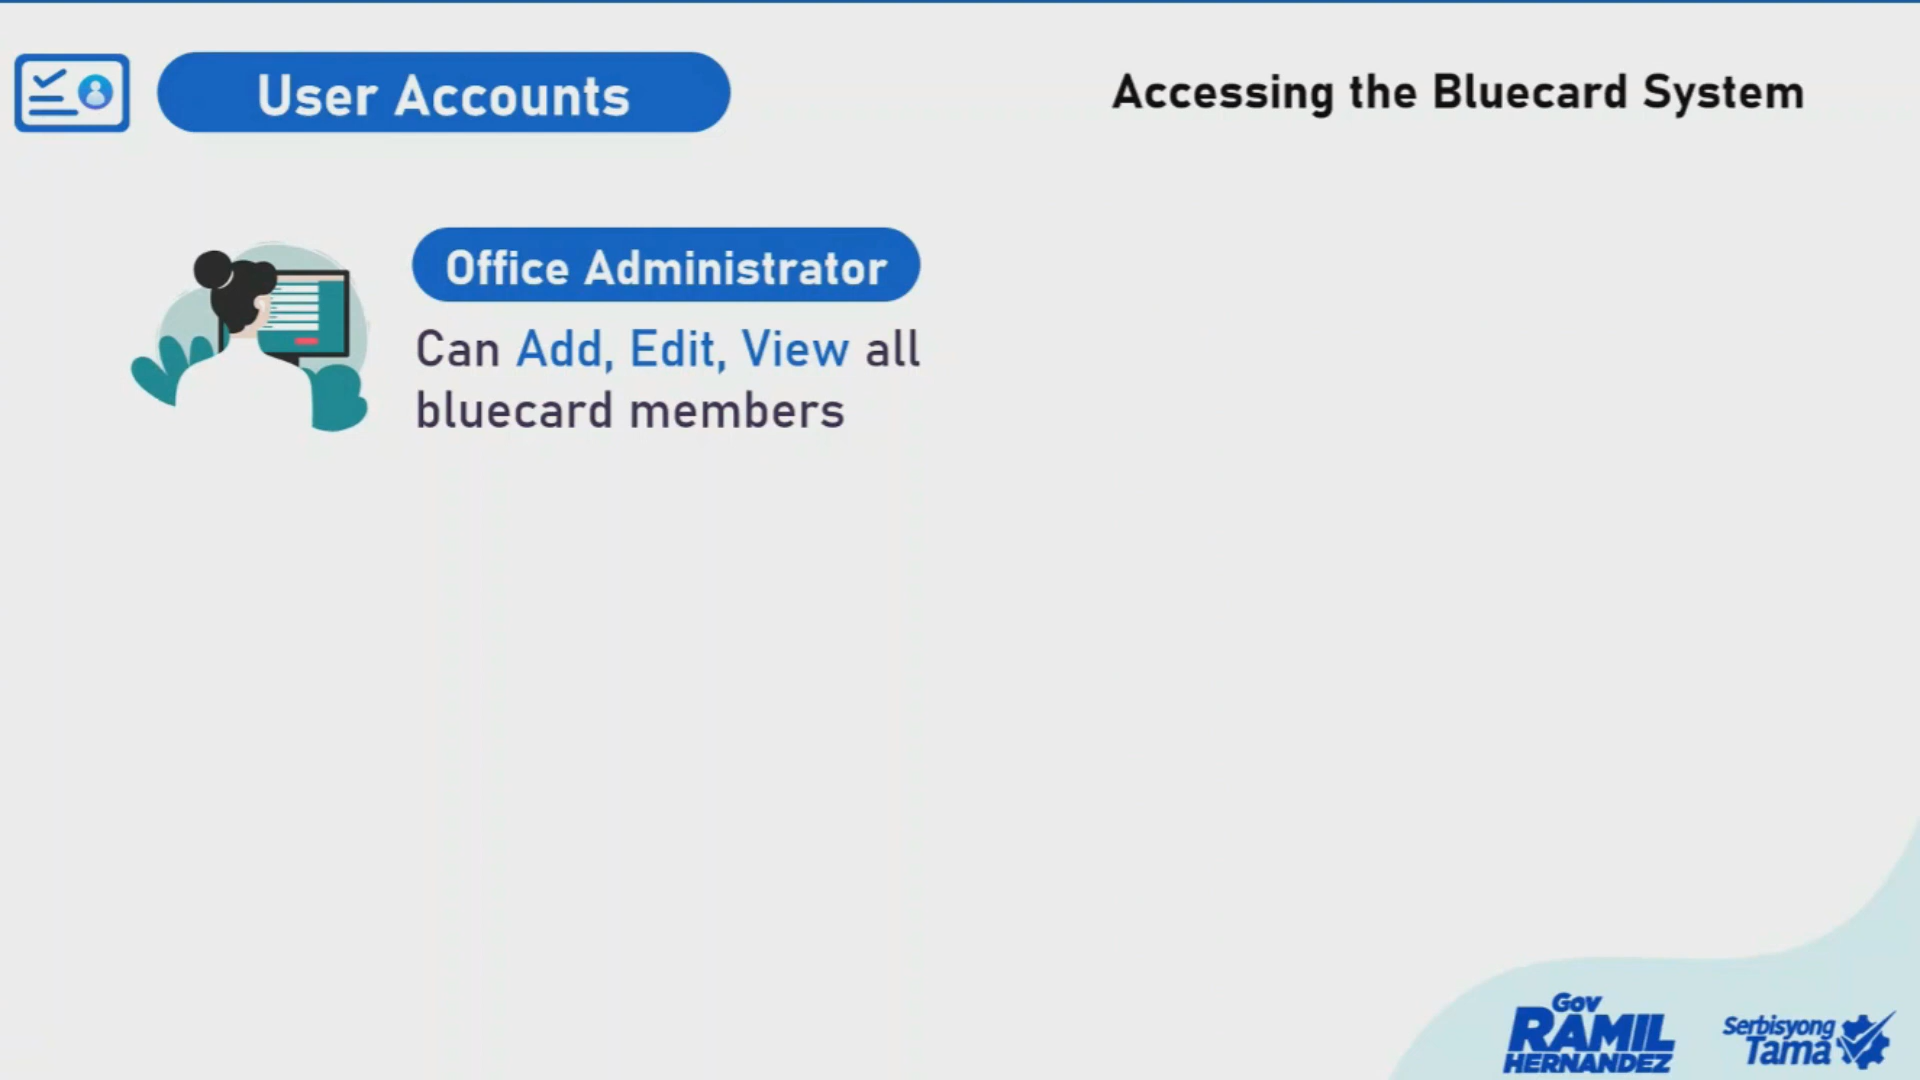 User Accounts
Accessing the Bluecard System
Office Administrator
Can Add, Edit, View all
bluecard members
Gov
RAMIL
HERNANDEZ
Serbisyong
Tama